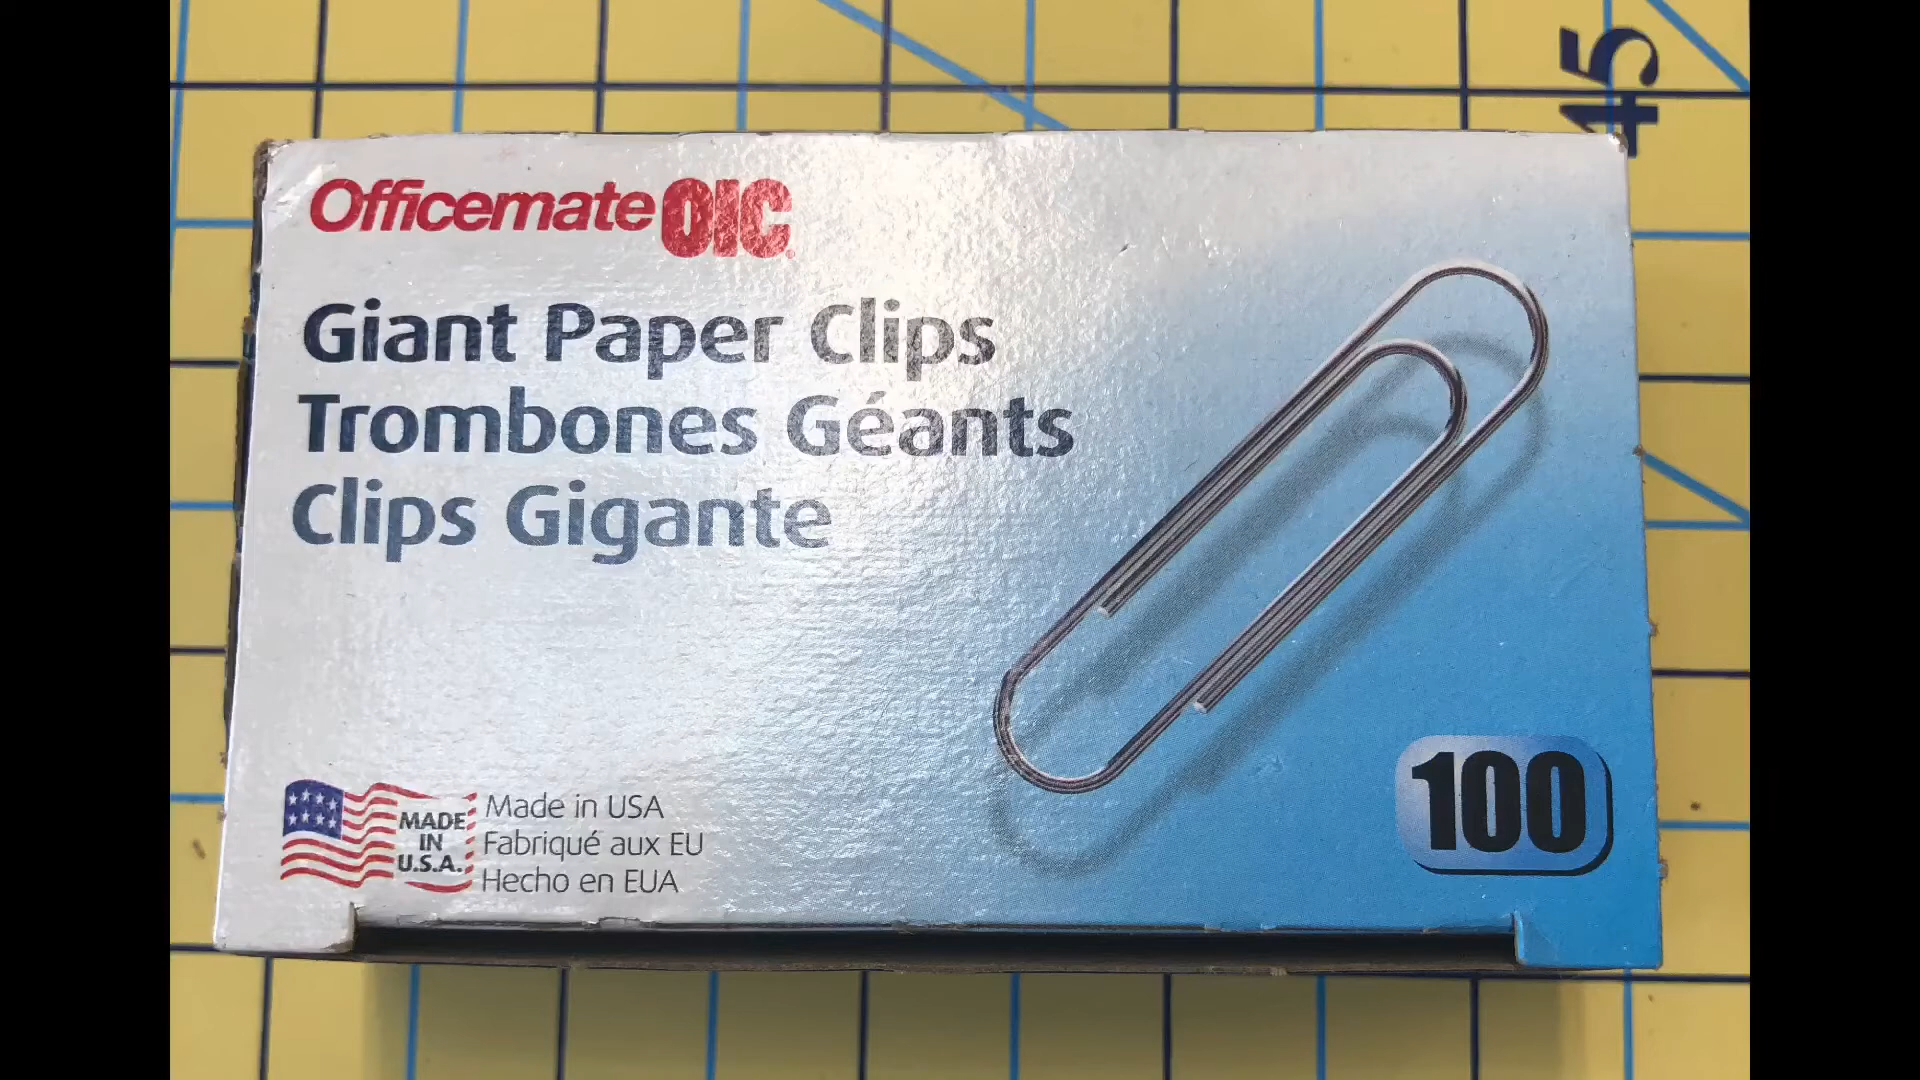 Officemate OIC
Giant Paper Clips
Trombones Géants
Clips Gigante
MADE
IN
U.S.A.
Made in USA
Fabriqué aux EU
Hecho en EUA
100
45